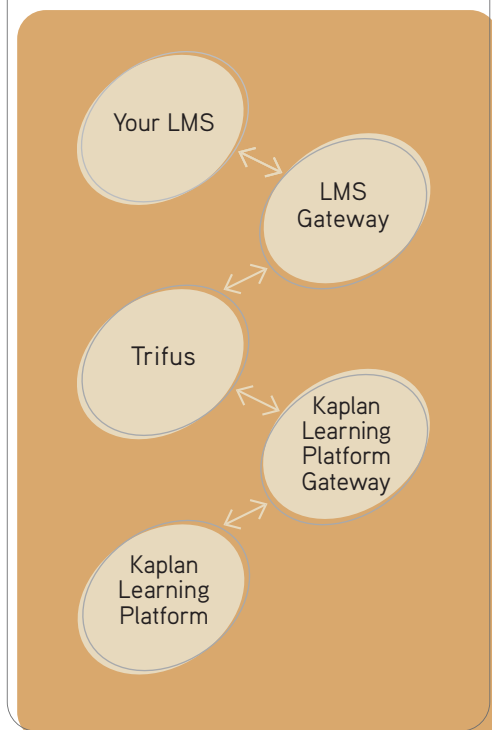 Your LMS
LMS
Gateway
Trifus
Kaplan
Learning
Platform
Gateway
Kaplan
Learning
Platform